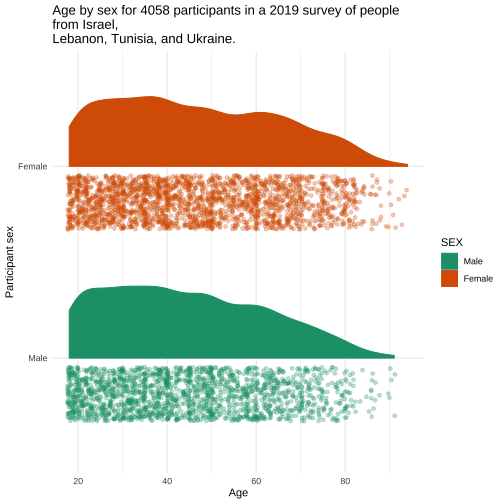 Age by sex for 4058 participants in a 2019 survey of people
from Israel,
Lebanon, Tunisia, and Ukraine.
Participant sex
Female
Male
SEX
Male
Female
20 40 60 80
Age